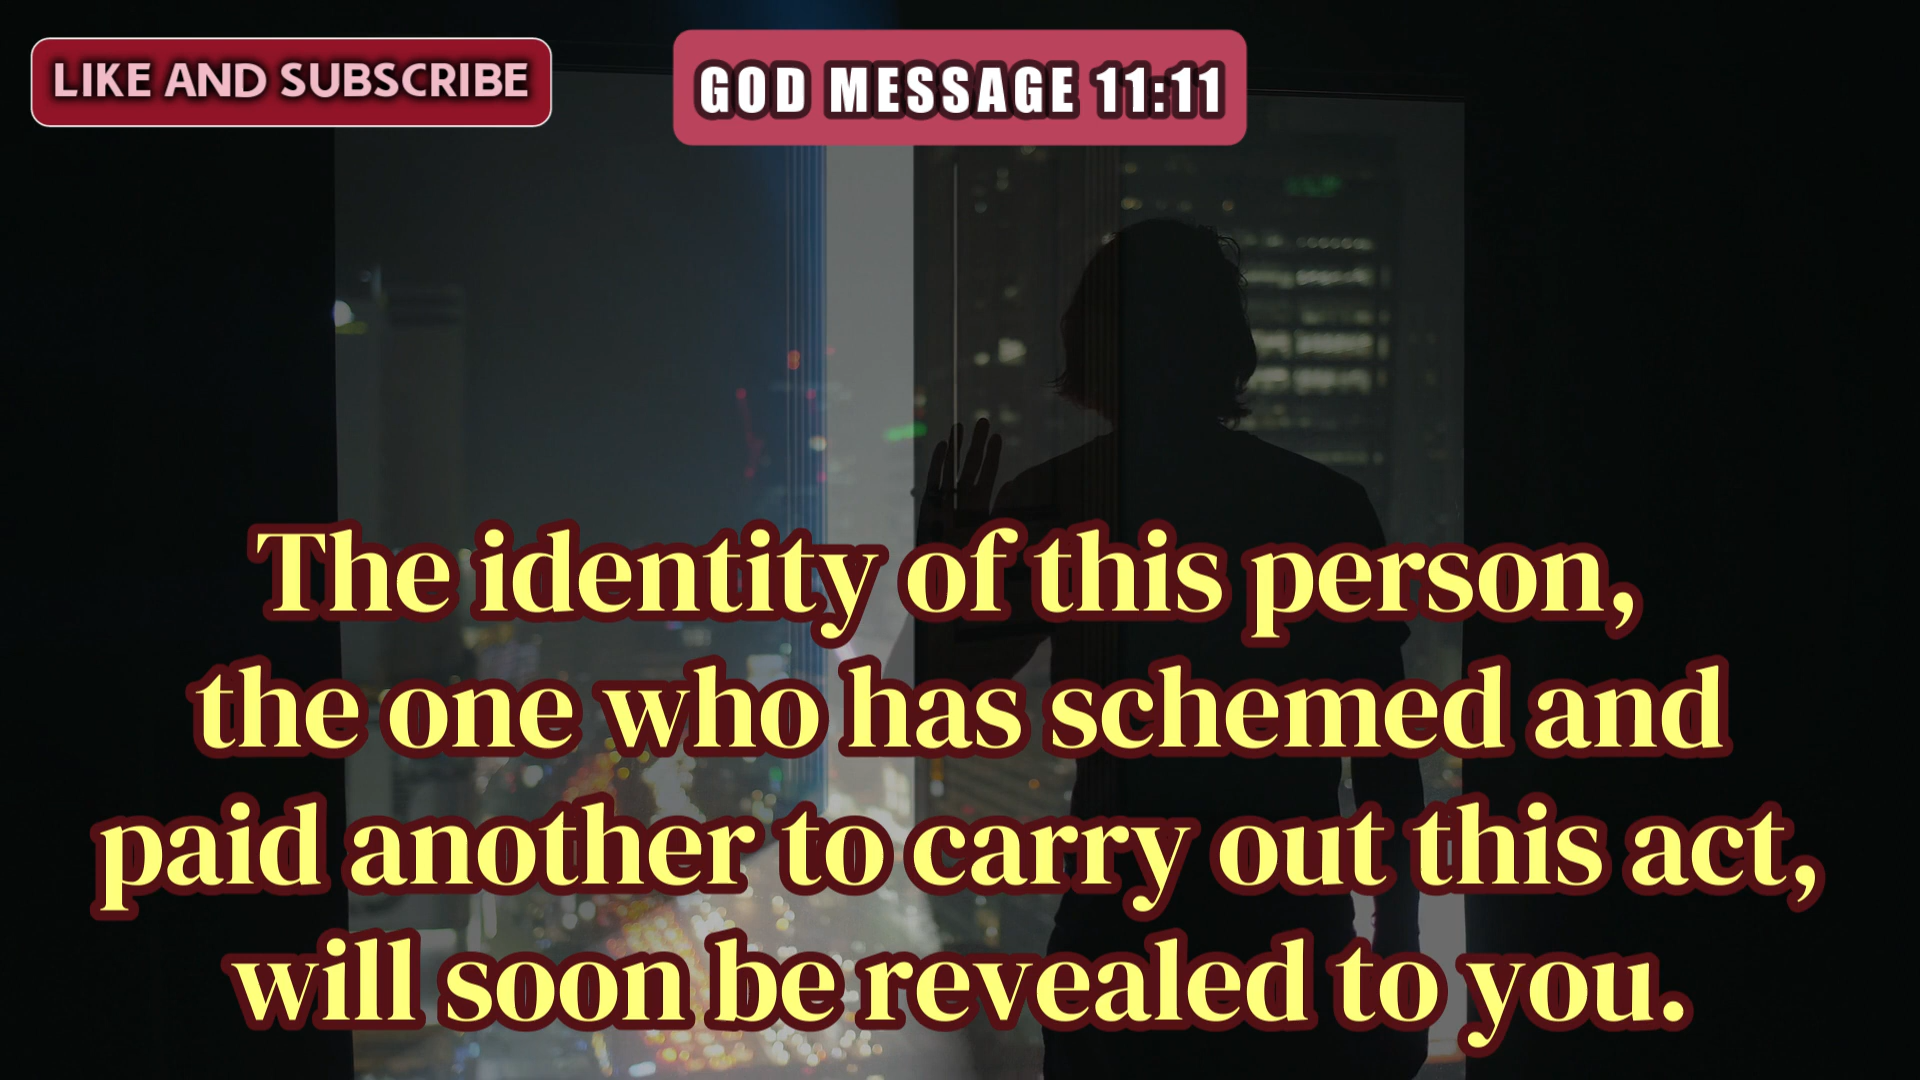 LIKE AND SUBSCRIBE
GOD MESSAGE 11:11
The identity of this person,
the one who has schemed and
paid another to carry out this act,
will soon be revealed to you.